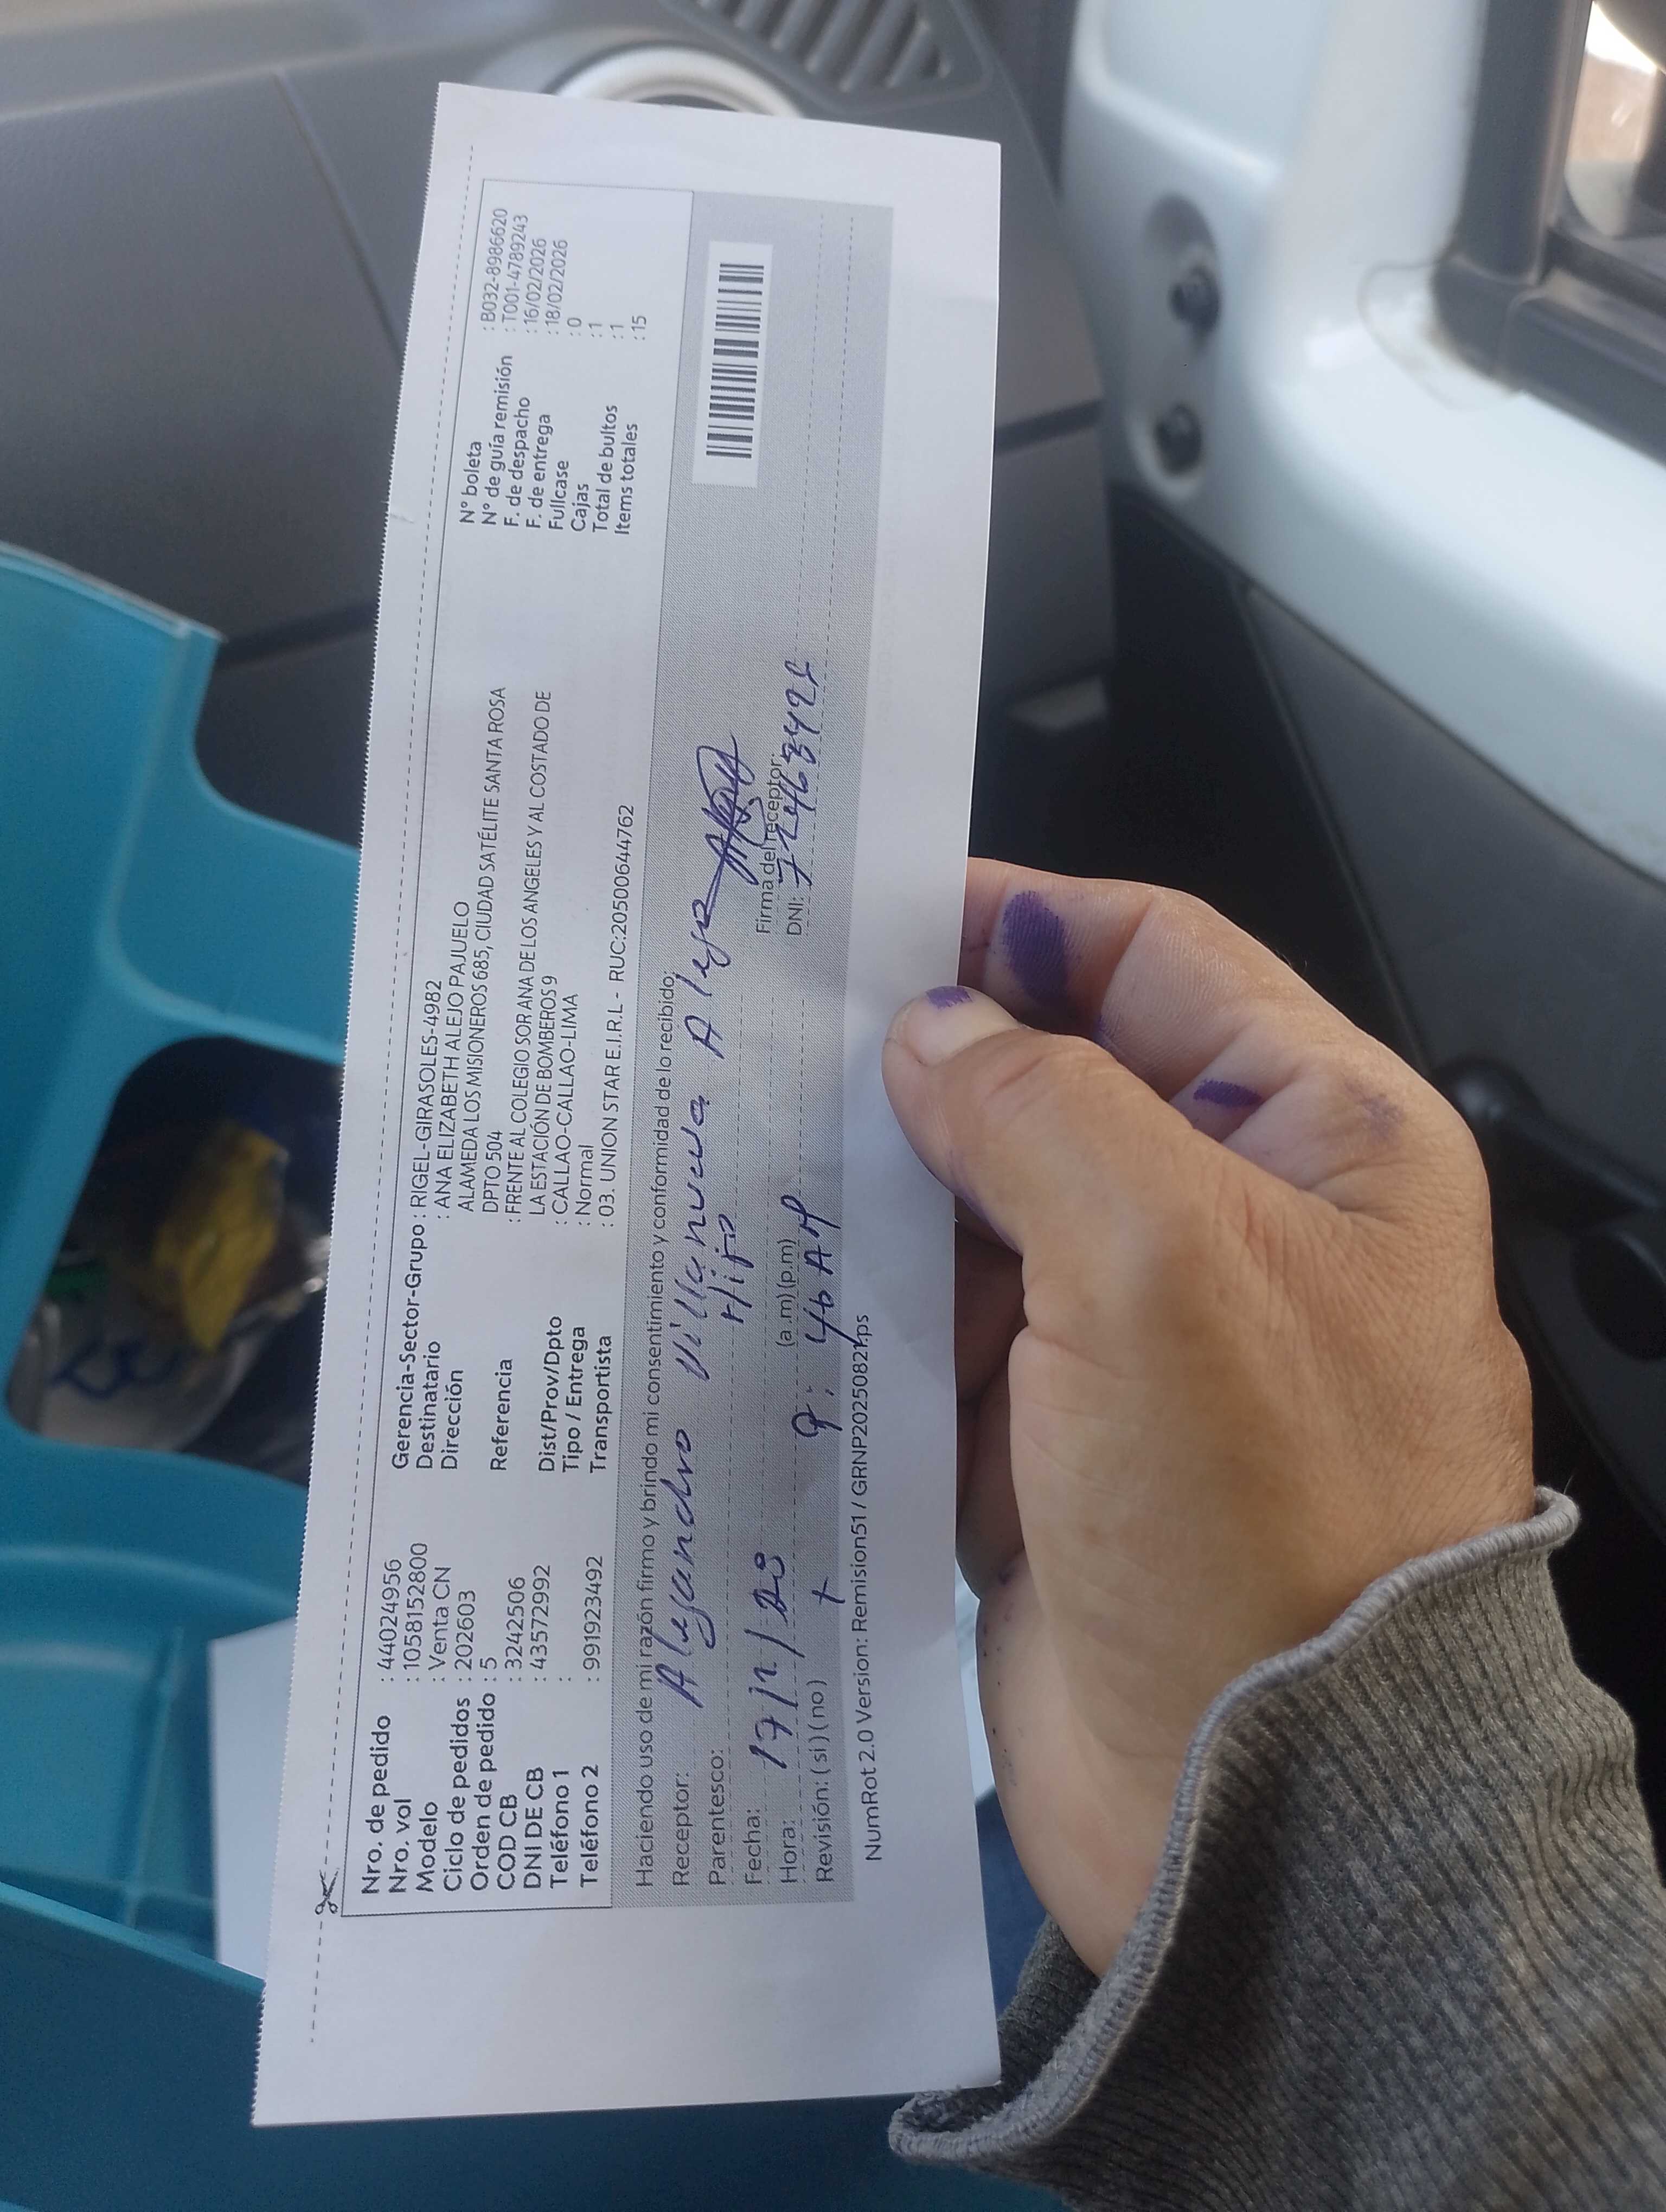 Nro. de pedido : 44024956
Nro. vol : 1058152800
Modelo : Venta CN
Ciclo de pedidos : 202603
Orden de pedido : 5
COD CB : 3242506
DNI DE CB : 43572992
Teléfono 1 :
Teléfono 2 : 991923492
Gerencia-Sector-Grupo : RIGEL-GIRASOLES-4982
Destinatario : ANA ELIZABETH ALEJO PAJUELO
Dirección ALAMEDA LOS MISIONEROS 685, CIUDAD SATÉLITE SANTA ROSA
DPTO 504
Referencia : FRENTE AL COLEGIO SOR ANA DE LOS ANGELES Y AL COSTADO DE
LA ESTACIÓN DE BOMBEROS 9
Dist/Prov/Dpto : CALLAO-CALLAO-LIMA
Tipo / Entrega : Normal
Transportista : 03. UNION STAR E.I.R.L - RUC:20500644762
N° boleta : B032-8986620
N° de guía remisión : T001-4789243
F. de despacho : 16/02/2026
F. de entrega : 18/02/2026
Fullcase : 0
Cajas : 1
Total de bultos : 1
Items totales : 15
Haciendo uso de mi razón firmo y brindo mi consentimiento y conformidad de lo recibido:
Receptor: Alejandro Villanueva Alejo
Parentesco: Hijo
Fecha: 17/2/
Hora: 9:46 AM (a .m) (p.m)
Revisión: ( si ) ( no )
Firma del receptor:
DNI:
NumRot 2.0 Version: Remision51 / GRNP20250821.ps